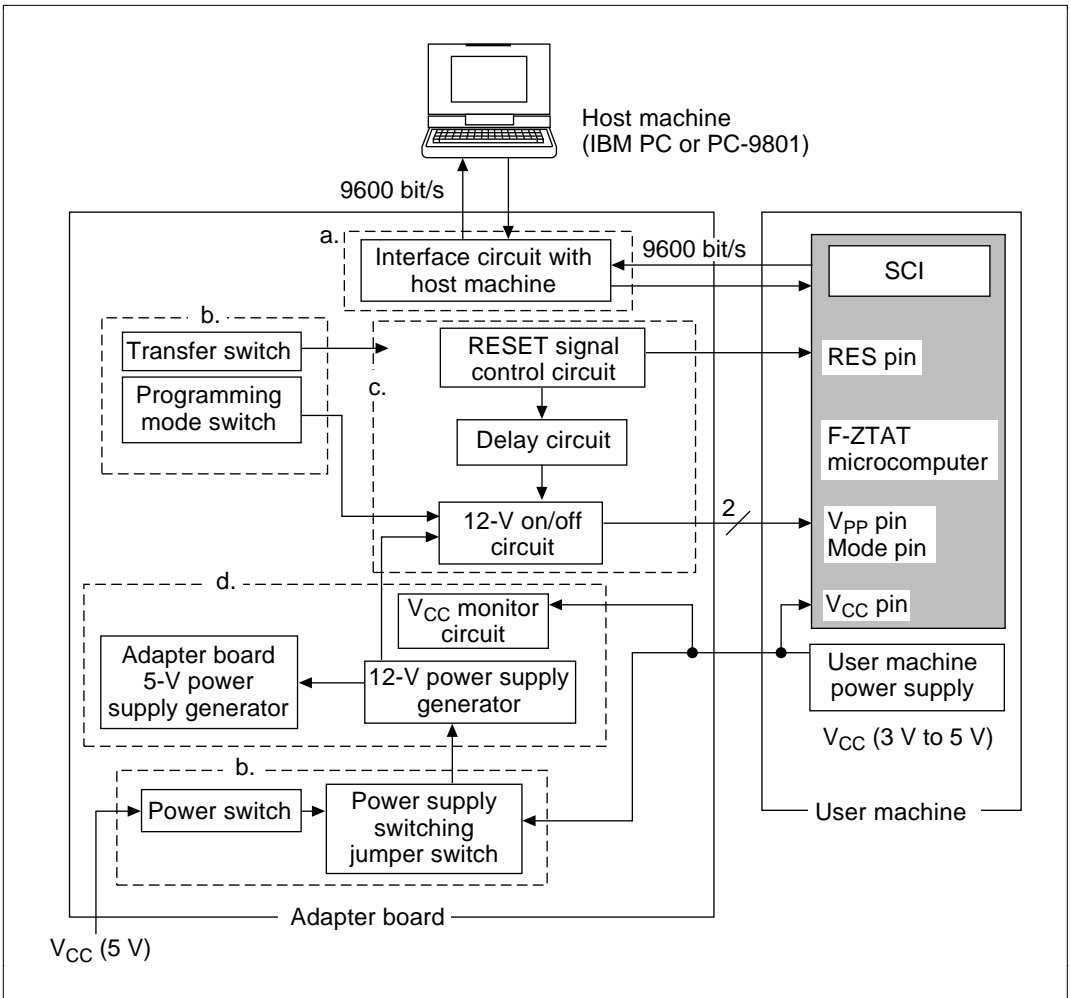 Host machine
(IBM PC or PC-9801)
9600 bit/s
a.
Interface circuit with
host machine
9600 bit/s
SCI
b.
Transfer switch
Programming
mode switch
c.
RESET signal
control circuit
RES pin
Delay circuit
F-ZTAT
microcomputer
12-V on/off
circuit
2
VPP pin
Mode pin
d.
VCC monitor
circuit
VCC pin
Adapter board
5-V power
supply generator
12-V power supply
generator
User machine
power supply
VCC (3 V to 5 V)
b.
Power switch
Power supply
switching
jumper switch
User machine
Adapter board
VCC (5 V)